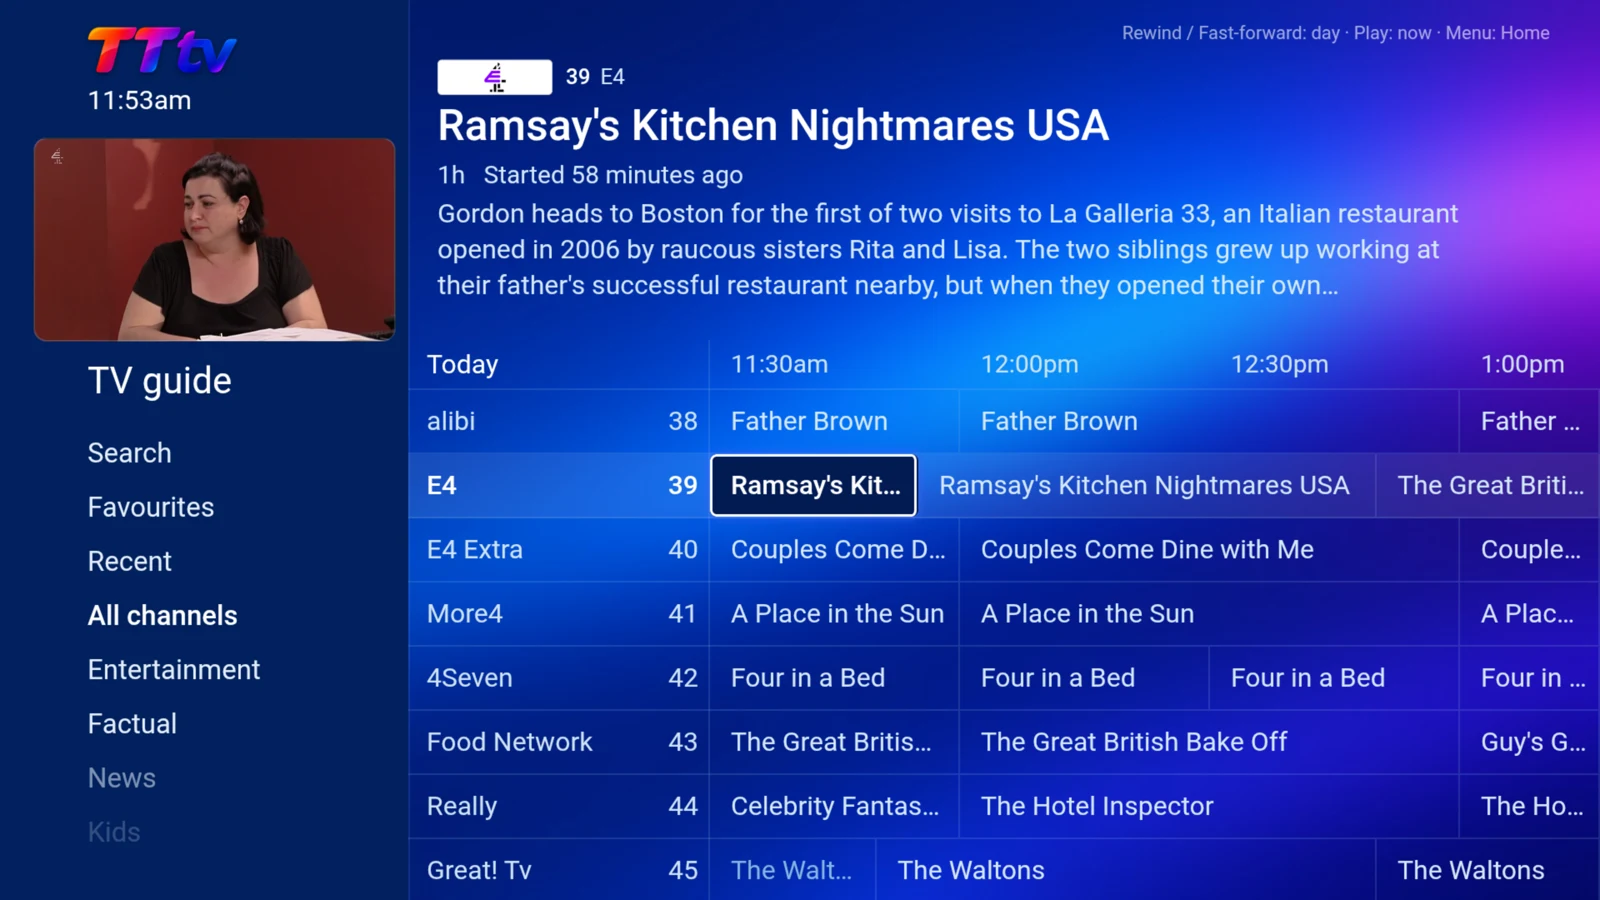 TTtv
11:53am
Rewind / Fast-forward: day · Play: now · Menu: Home
4
39 E4
Ramsay's Kitchen Nightmares USA
1h Started 58 minutes ago
Gordon heads to Boston for the first of two visits to La Galleria 33, an Italian restaurant
opened in 2006 by raucous sisters Rita and Lisa. The two siblings grew up working at
their father's successful restaurant nearby, but when they opened their own...
TV guide
Search
Favourites
Recent
All channels
Entertainment
Factual
News
Kids
Today 11:30am 12:00pm 12:30pm 1:00pm
alibi 38 Father Brown Father Brown Father ...
E4 39 Ramsay's Kit... Ramsay's Kitchen Nightmares USA The Great Briti...
E4 Extra 40 Couples Come D... Couples Come Dine with Me Couple...
More4 41 A Place in the Sun A Place in the Sun A Plac...
4Seven 42 Four in a Bed Four in a Bed Four in a Bed Four in ...
Food Network 43 The Great Britis... The Great British Bake Off Guy's G...
Really 44 Celebrity Fantas... The Hotel Inspector The Ho...
Great! Tv 45 The Walt... The Waltons The Waltons